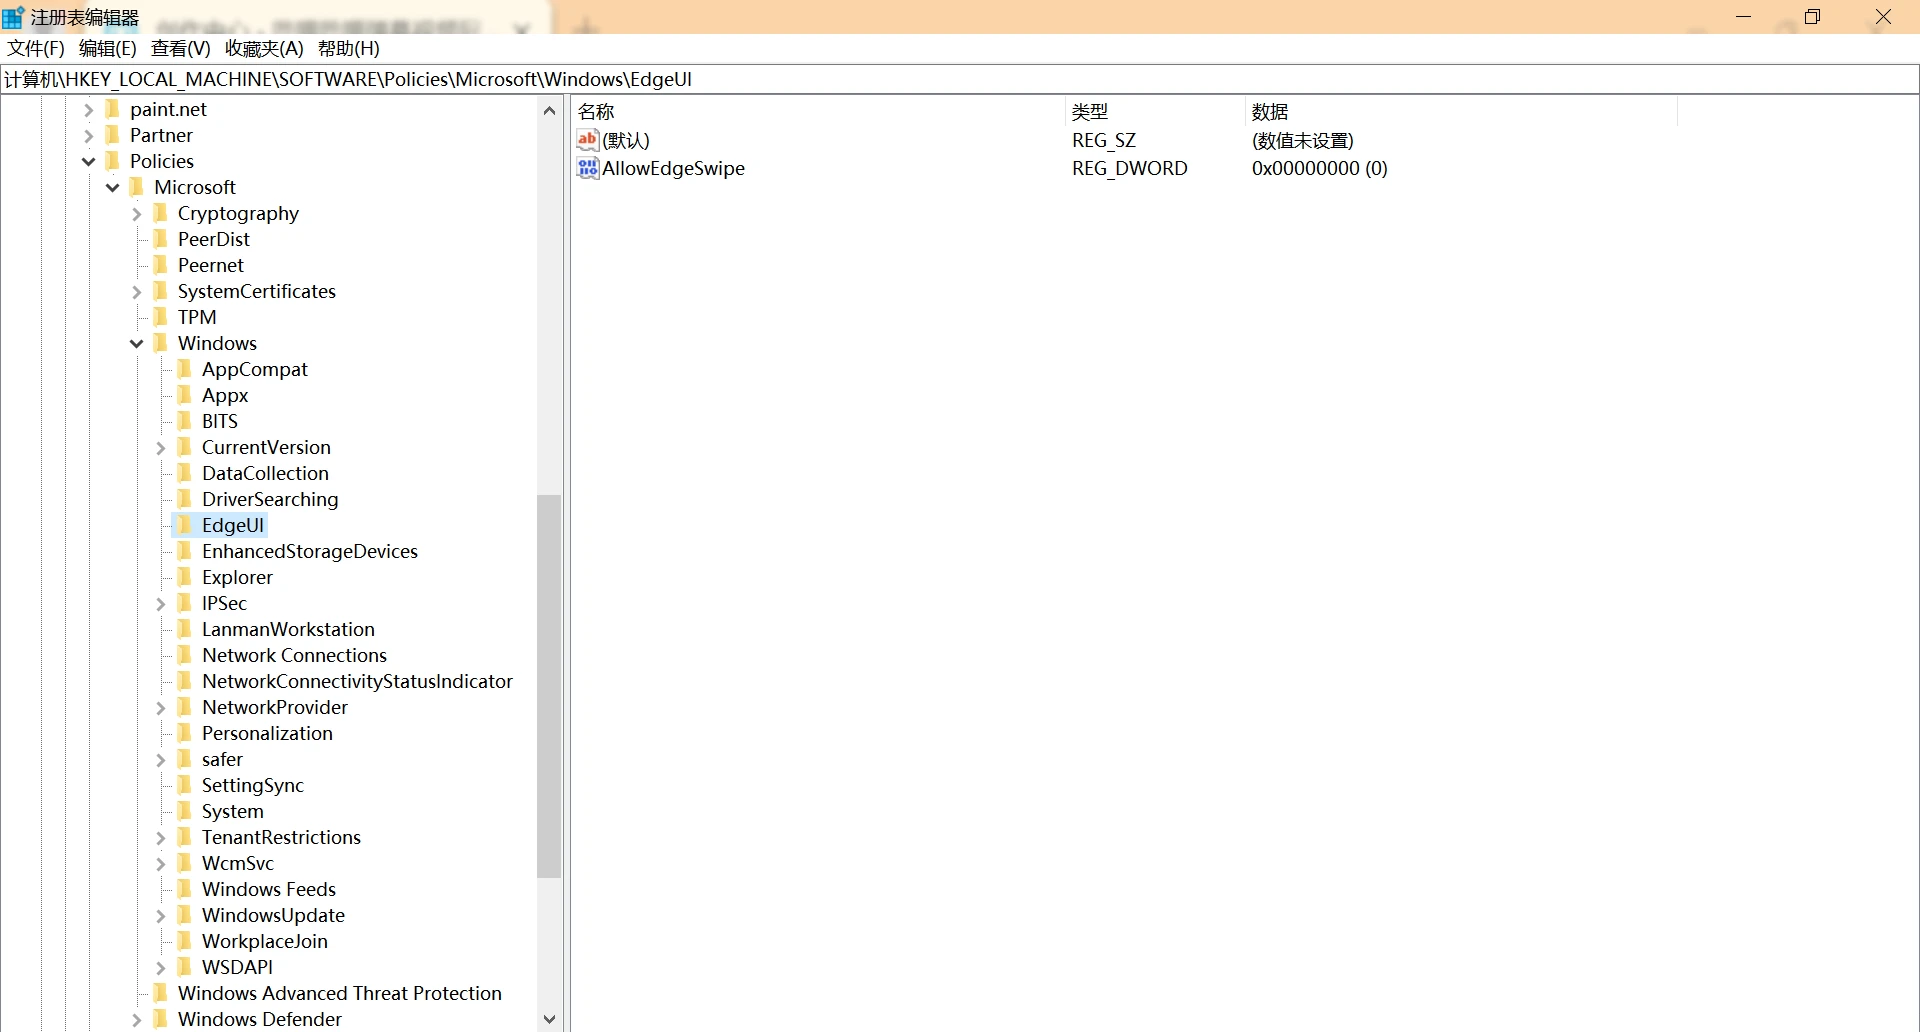 注册表编辑器
文件(F) 编辑(E) 查看(V) 收藏夹(A) 帮助(H)
计算机\HKEY_LOCAL_MACHINE\SOFTWARE\Policies\Microsoft\Windows\EdgeUI
paint.net
Partner
Policies
Microsoft
Cryptography
PeerDist
Peernet
SystemCertificates
TPM
Windows
AppCompat
Appx
BITS
CurrentVersion
DataCollection
DriverSearching
EdgeUI
EnhancedStorageDevices
Explorer
IPSec
LanmanWorkstation
Network Connections
NetworkConnectivityStatusIndicator
NetworkProvider
Personalization
safer
SettingSync
System
TenantRestrictions
WcmSvc
Windows Feeds
WindowsUpdate
WorkplaceJoin
WSDAPI
Windows Advanced Threat Protection
Windows Defender
名称 类型 数据
(默认) REG_SZ (数值未设置)
AllowEdgeSwipe REG_DWORD 0x00000000 (0)